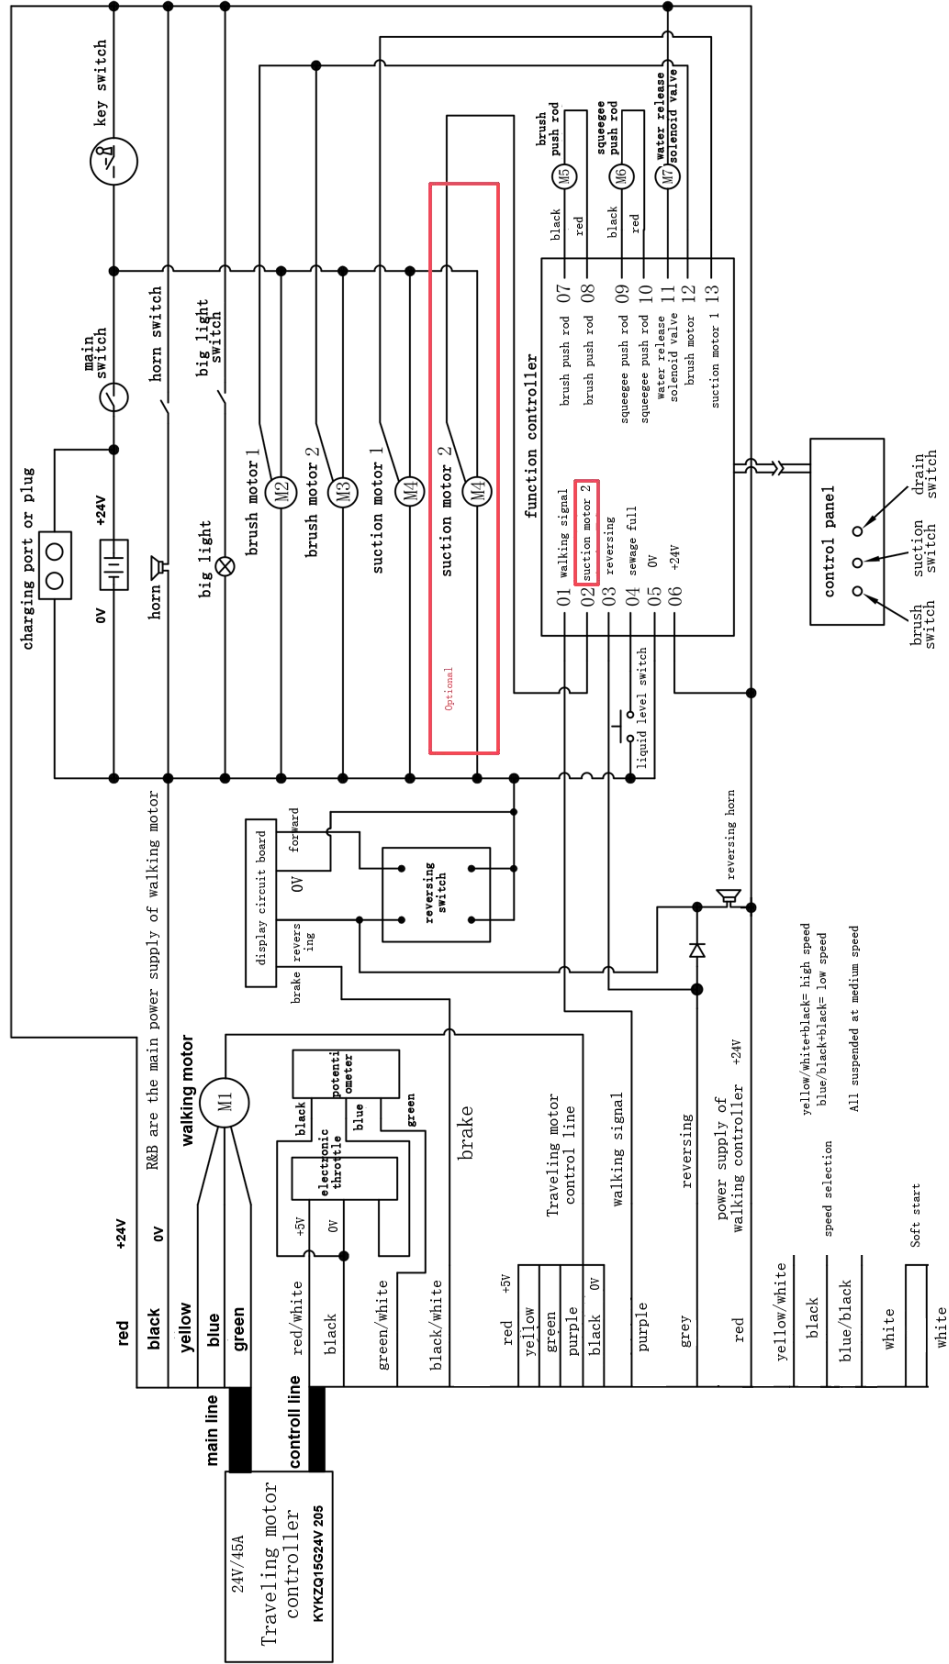 charging port or plug
0V
+24V
main
switch
key switch
horn
horn switch
big light
big light
switch
brush motor 1
M2
brush motor 2
M3
suction motor 1
M4
suction motor 2
M4
Optional
function controller
01 walking signal
02 suction motor 2
03 reversing
04 sewage full
05 0V
06 +24V
brush push rod 07
brush push rod 08
squeegee push rod 09
squeegee push rod 10
water release
solenoid valve 11
brush motor 12
suction motor 1 13
black
red
M5
brush
push rod
black
red
M6
squeegee
push rod
M7
water release
solenoid valve
liquid level switch
control panel
brush
switch
suction
switch
drain
switch
R&B are the main power supply of walking motor
walking motor
M1
display circuit board
forward
0V
revers
ing
brake
reversing
switch
reversing horn
potenti
ometer
black
blue
green
electronic
throttle
+5V
0V
brake
Traveling motor
control line
walking signal
reversing
power supply of
walking controller +24V
yellow/white+black= high speed
blue/black+black= low speed
All suspended at medium speed
speed selection
Soft start
red +24V
black 0V
yellow
blue
green
red/white
black
green/white
black/white
red +5V
yellow
green
purple
black 0V
purple
grey
red
yellow/white
black
blue/black
white
white
main line
controll line
24V/45A
Traveling motor
controller
KYKZQ15G24V 205